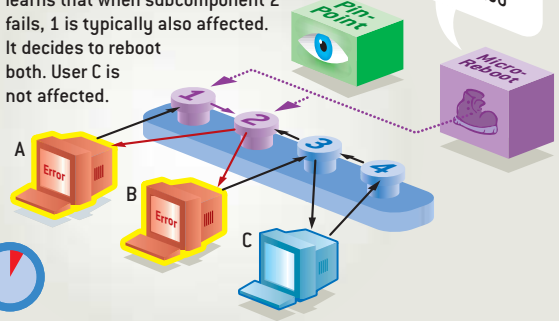 learns that when subcomponent 2
fails, 1 is typically also affected.
It decides to reboot
both. User C is
not affected.
Pin-
Point
Micro-
Reboot
1
2
3
4
A
Error
B
Error
C